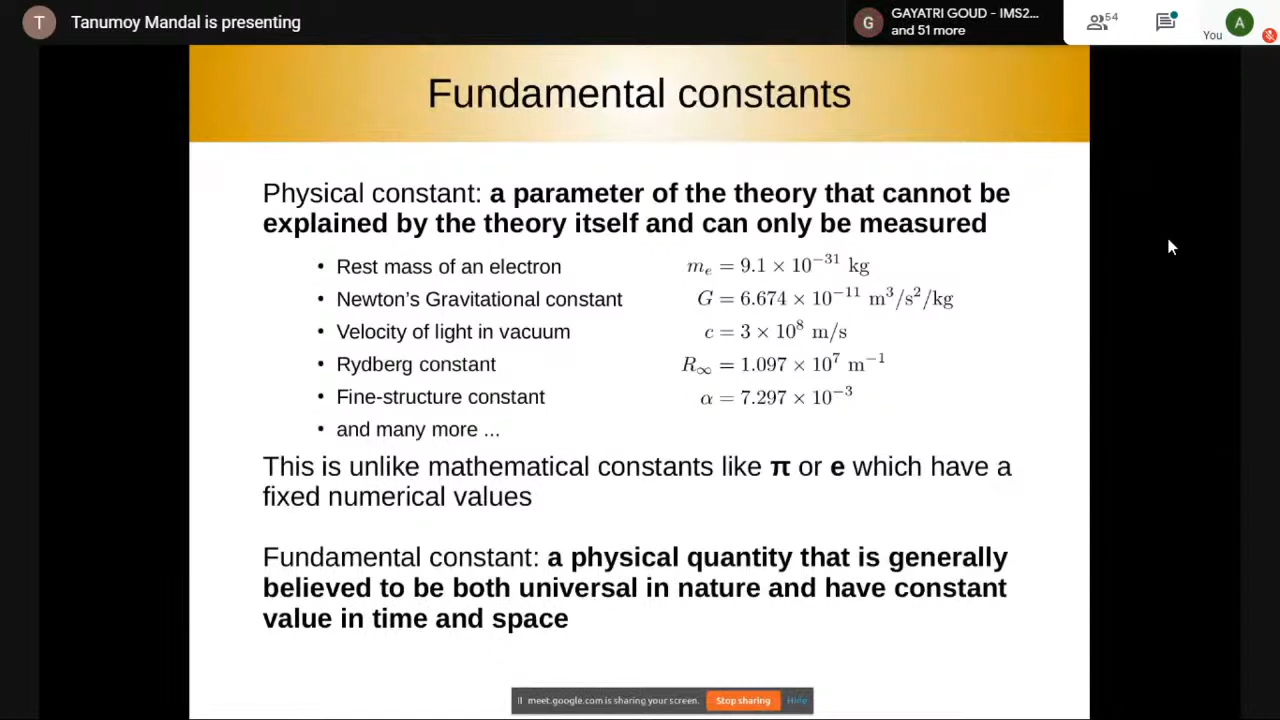 T Tanumoy Mandal is presenting
G GAYATRI GOUD - IMS2...
and 51 more
54
You
A
Fundamental constants
Physical constant: a parameter of the theory that cannot be
explained by the theory itself and can only be measured
• Rest mass of an electron mₑ = 9.1 × 10⁻³¹ kg
• Newton's Gravitational constant G = 6.674 × 10⁻¹¹ m³/s²/kg
• Velocity of light in vacuum c = 3 × 10⁸ m/s
• Rydberg constant R∞ = 1.097 × 10⁷ m⁻¹
• Fine-structure constant α = 7.297 × 10⁻³
• and many more ...
This is unlike mathematical constants like π or e which have a
fixed numerical values
Fundamental constant: a physical quantity that is generally
believed to be both universal in nature and have constant
value in time and space
meet.google.com is sharing your screen. Stop sharing Hide